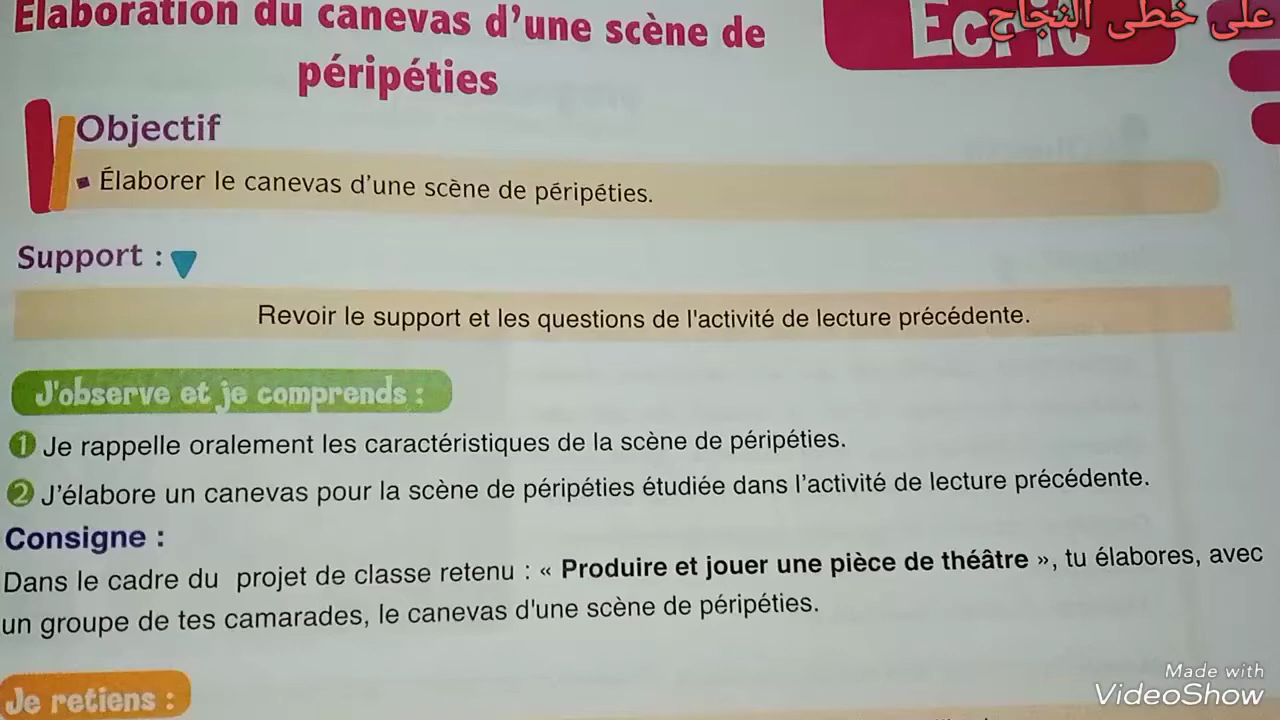 Elaboration du canevas d'une scène de
péripéties
Ecrit
على خطى النجاح
Objectif
Élaborer le canevas d'une scène de péripéties.
Support :
Revoir le support et les questions de l'activité de lecture précédente.
J'observe et je comprends :
1 Je rappelle oralement les caractéristiques de la scène de péripéties.
2 J'élabore un canevas pour la scène de péripéties étudiée dans l'activité de lecture précédente.
Consigne :
Dans le cadre du projet de classe retenu : « Produire et jouer une pièce de théâtre », tu élabores, avec
un groupe de tes camarades, le canevas d'une scène de péripéties.
Je retiens :
Made with
VideoShow